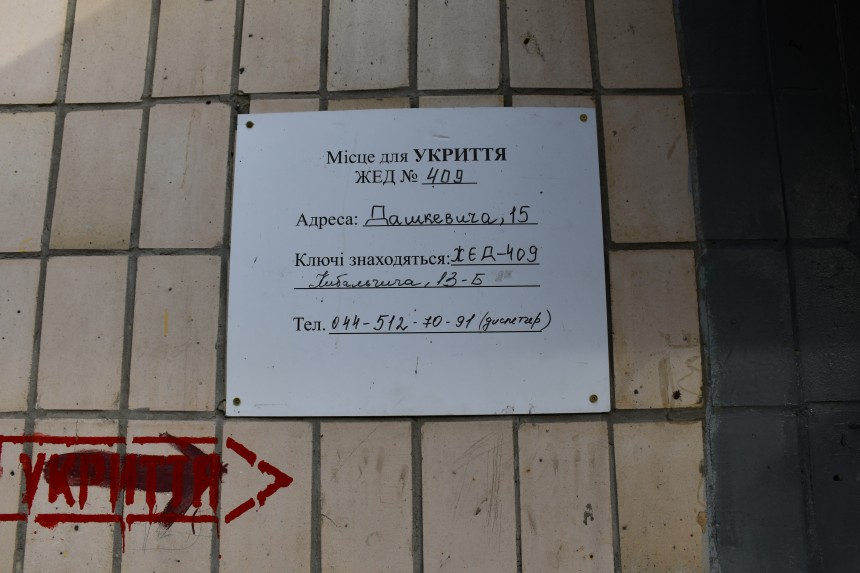 Місце для УКРИТТЯ
ЖЕД № 409
Адреса: Дашкевича, 15
Ключі знаходяться: ЖЕД-409
Кибальчича, 13-Б
Тел. 044-512-70-91 (диспетчер)
УКРИТТЯ